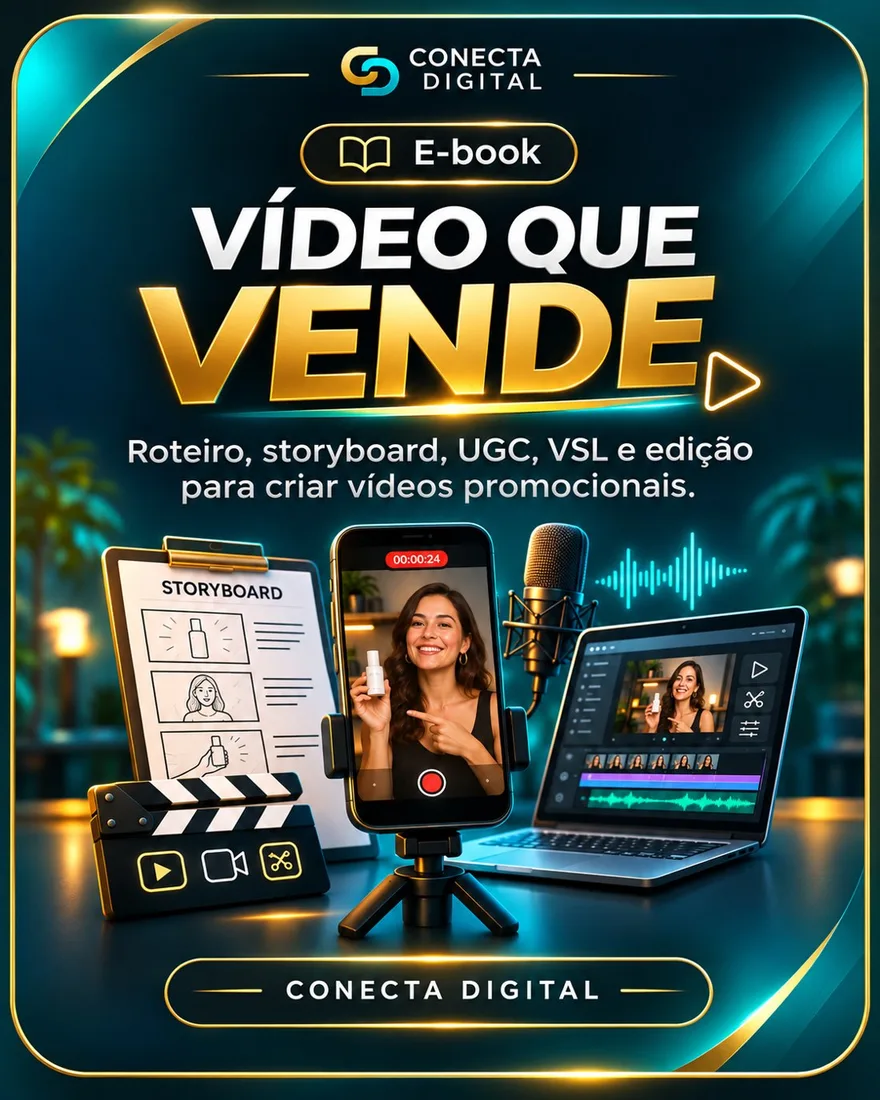 CONECTA
DIGITAL
E-book
VÍDEO QUE
VENDE
Roteiro, storyboard, UGC, VSL e edição
para criar vídeos promocionais.
STORYBOARD
00:00:24
CONECTA DIGITAL